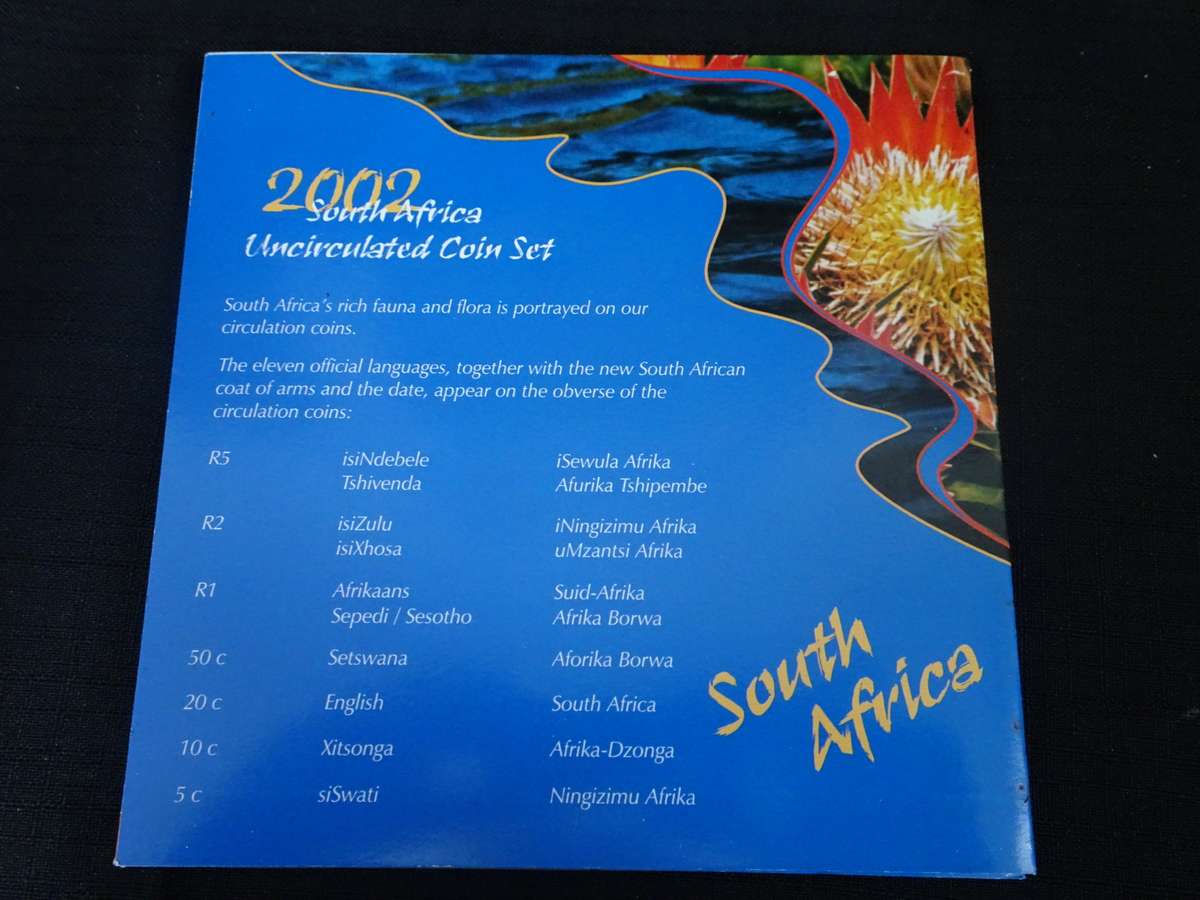 2002
South Africa
Uncirculated Coin Set
South Africa's rich fauna and flora is portrayed on our
circulation coins.
The eleven official languages, together with the new South African
coat of arms and the date, appear on the obverse of the
circulation coins:
R5 isiNdebele iSewula Afrika
Tshivenda Afurika Tshipembe
R2 isiZulu iNingizimu Afrika
isiXhosa uMzantsi Afrika
R1 Afrikaans Suid-Afrika
Sepedi / Sesotho Afrika Borwa
50 c Setswana Aforika Borwa
20 c English South Africa
10 c Xitsonga Afrika-Dzonga
5 c siSwati Ningizimu Afrika
South
Africa